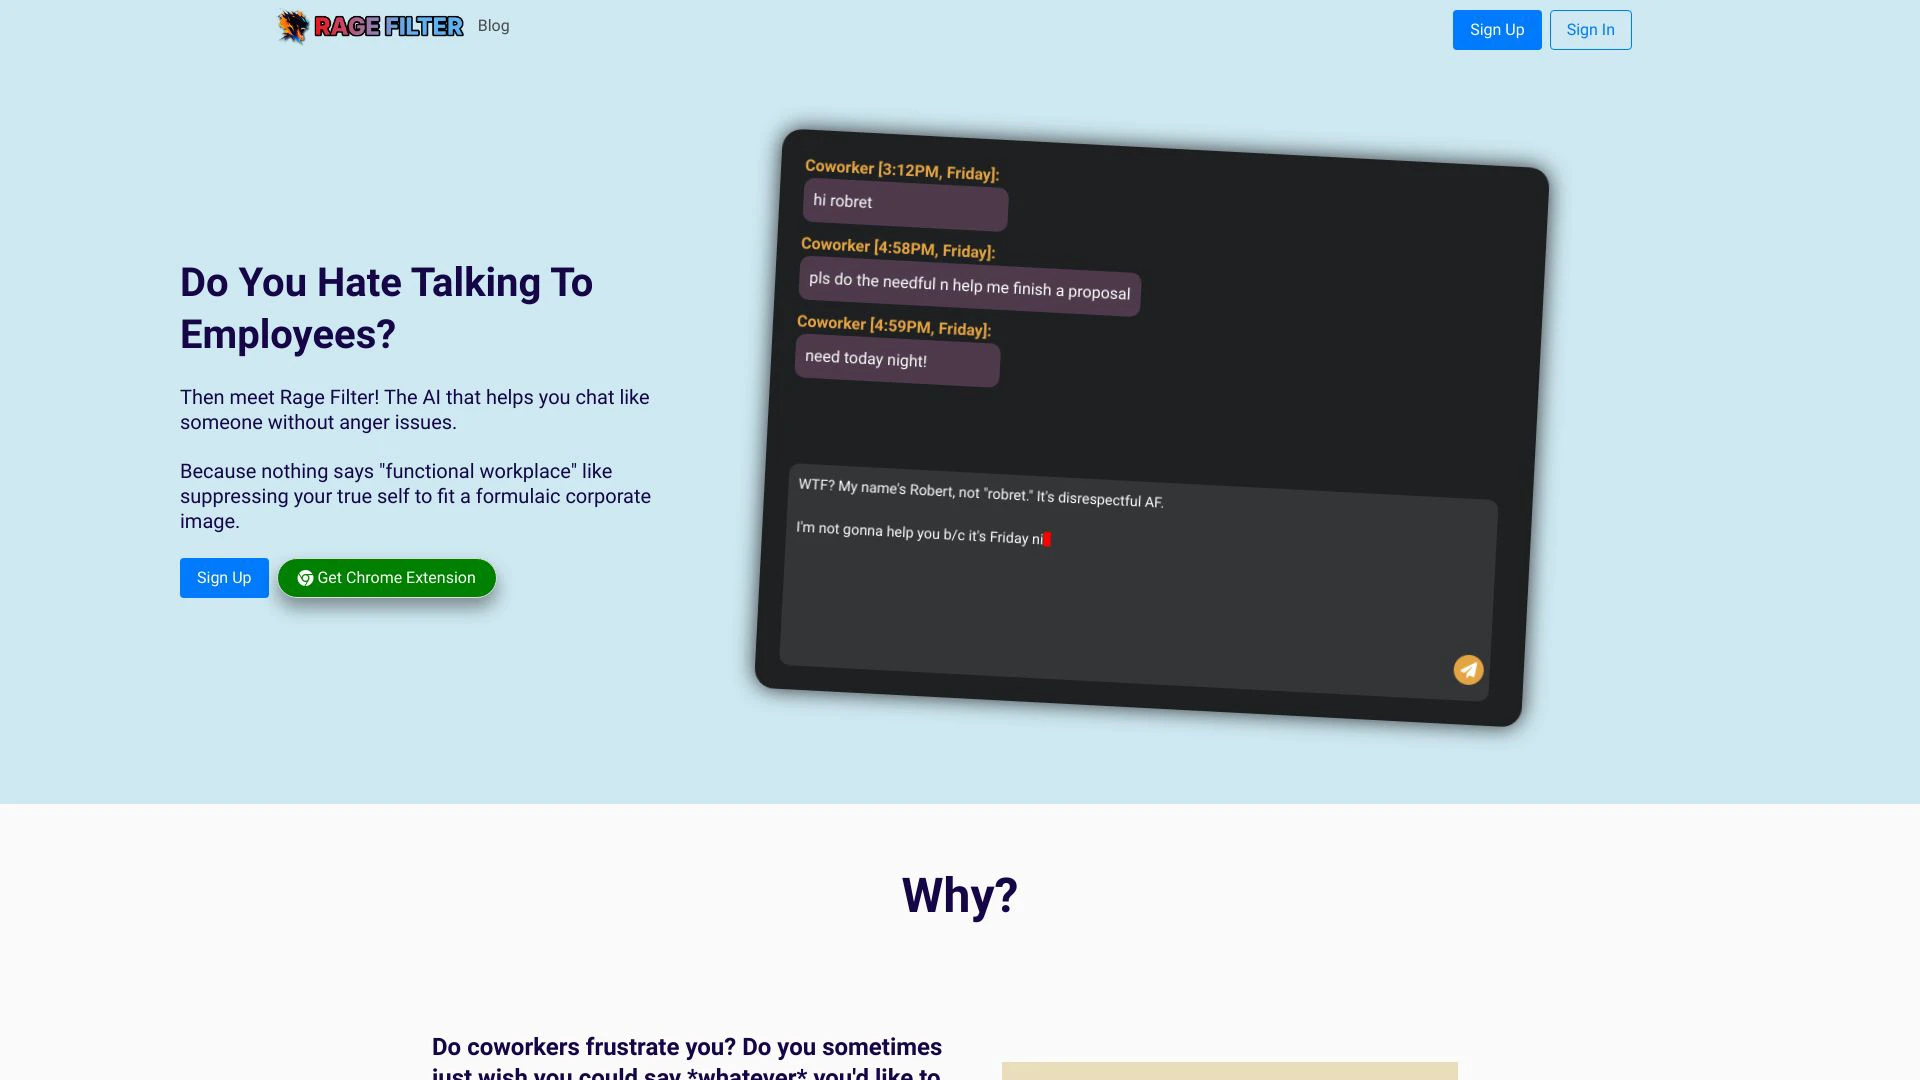 RAGE FILTER
Blog
Sign Up
Sign In
Do You Hate Talking To
Employees?
Then meet Rage Filter! The AI that helps you chat like
someone without anger issues.
Because nothing says "functional workplace" like
suppressing your true self to fit a formulaic corporate
image.
Sign Up
Get Chrome Extension
Coworker [3:12PM, Friday]:
hi robret
Coworker [4:58PM, Friday]:
pls do the needful n help me finish a proposal
Coworker [4:59PM, Friday]:
need today night!
WTF? My name's Robert, not "robret." It's disrespectful AF.
I'm not gonna help you b/c it's Friday ni
Why?
Do coworkers frustrate you? Do you sometimes
just wish you could say *whatever* you'd like to